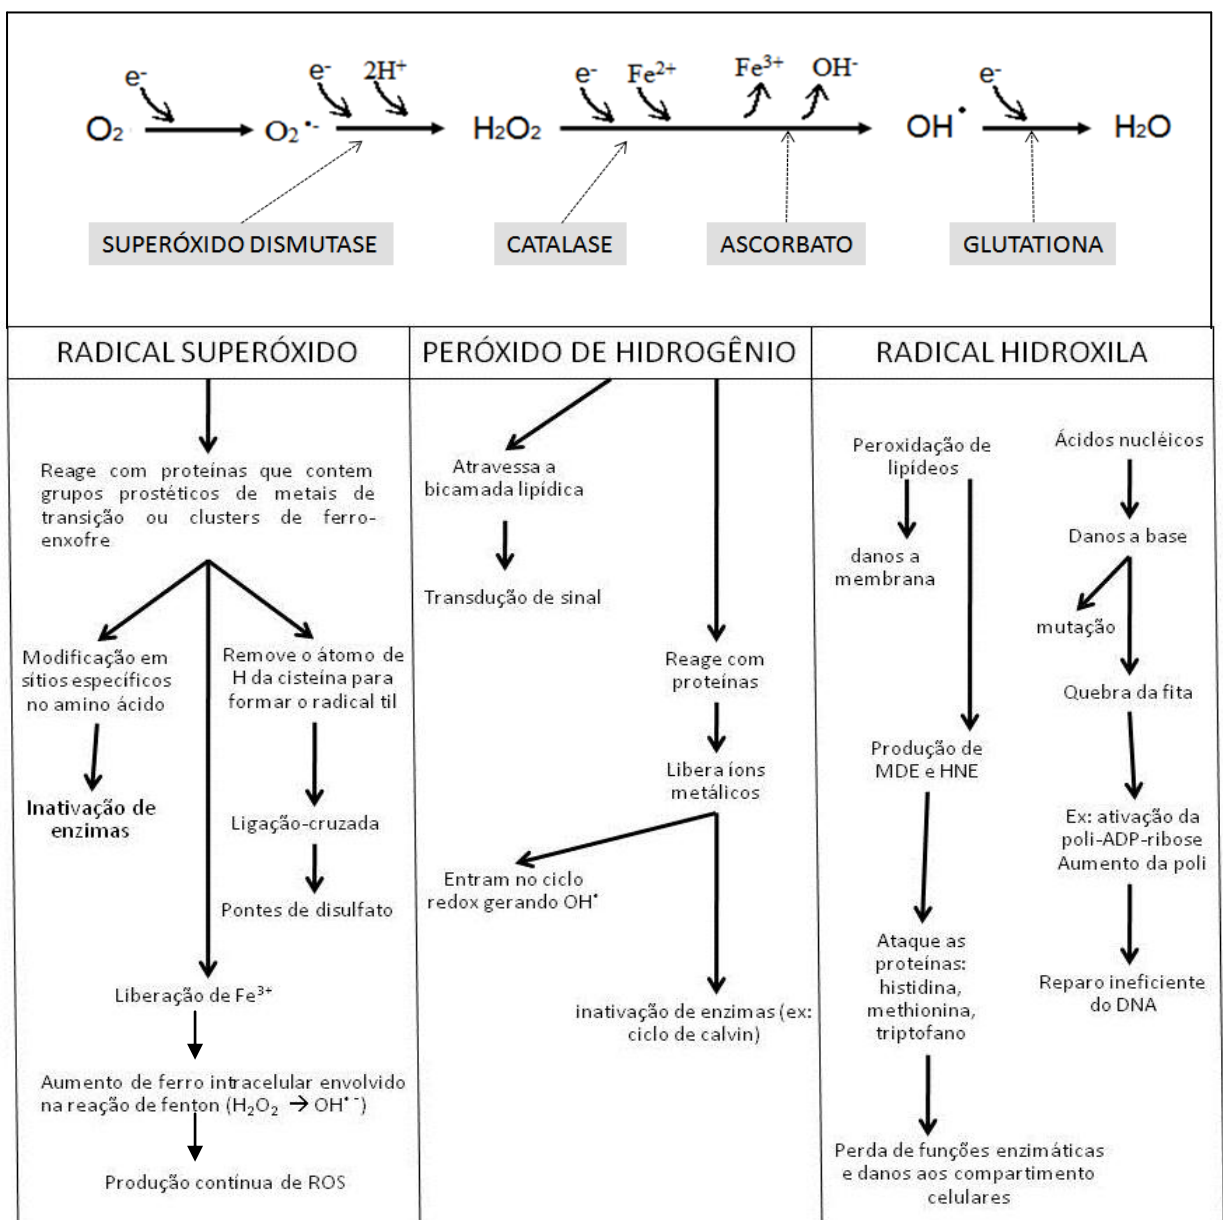 e- e- 2H+ e- Fe2+ Fe3+ OH- e-
O2 O2•- H2O2 OH• H2O
SUPERÓXIDO DISMUTASE
CATALASE
ASCORBATO
GLUTATIONA
RADICAL SUPERÓXIDO
Reage com proteínas que contem
grupos prostéticos de metais de
transição ou clusters de ferro-
enxofre
Modificação em
sítios específicos
no amino ácido
Inativação de
enzimas
Remove o átomo de
H da cisteína para
formar o radical til
Ligação-cruzada
Pontes de disulfato
Liberação de Fe3+
Aumento de ferro intracelular envolvido
na reação de fenton (H2O2 → OH•-)
Produção contínua de ROS
PERÓXIDO DE HIDROGÊNIO
Atravessa a
bicamada lipídica
Transdução de sinal
Reage com
proteínas
Libera íons
metálicos
Entram no ciclo
redox gerando OH•
inativação de enzimas (ex:
ciclo de calvin)
RADICAL HIDROXILA
Peroxidação de
lipídeos
danos a
membrana
Produção de
MDE e HNE
Ataque as
proteínas:
histidina,
methionina,
triptofano
Perda de funções enzimáticas
e danos aos compartimento
celulares
Ácidos nucléicos
Danos a base
mutação
Quebra da fita
Ex: ativação da
poli-ADP-ribose
Aumento da poli
Reparo ineficiente
do DNA